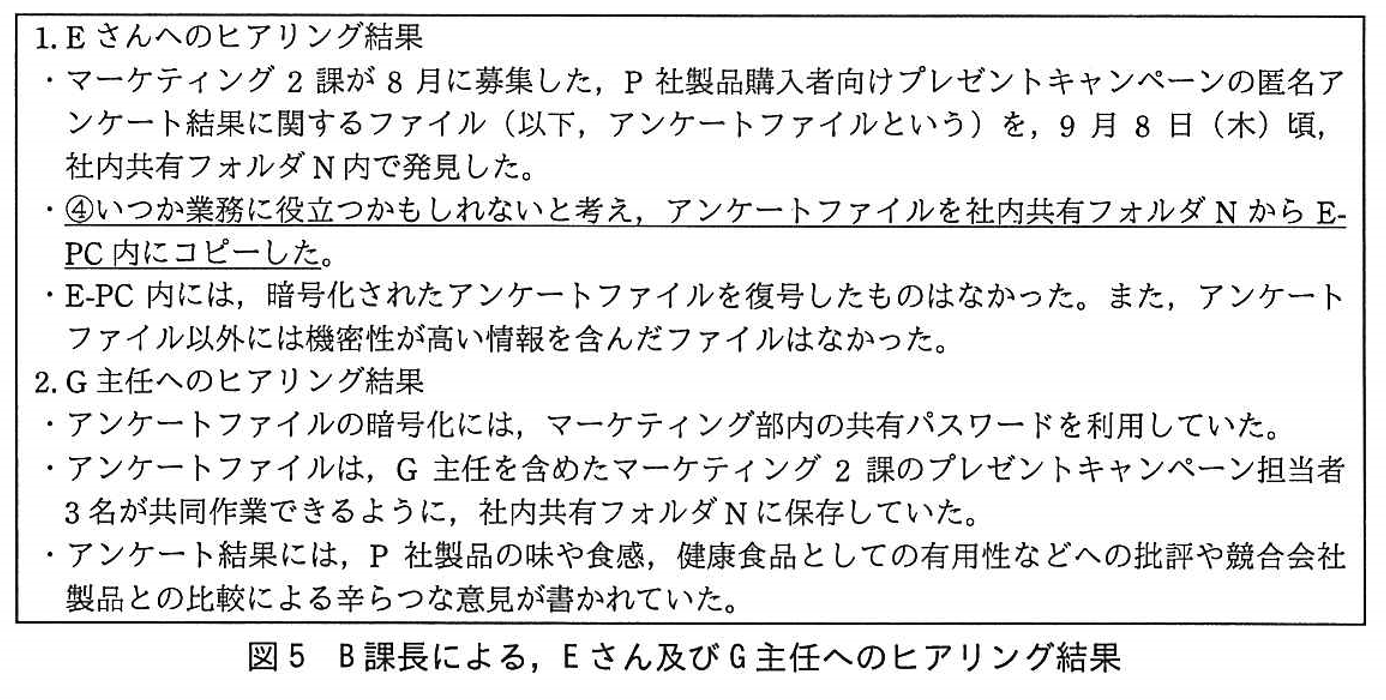 1. E さんへのヒアリング結果
・マーケティング 2 課が 8 月に募集した，P 社製品購入者向けプレゼントキャンペーンの匿名ア
ンケート結果に関するファイル（以下，アンケートファイルという）を，9 月 8 日（木）頃，
社内共有フォルダ N 内で発見した。
・④いつか業務に役立つかもしれないと考え，アンケートファイルを社内共有フォルダ N から E-
PC 内にコピーした。
・E-PC 内には，暗号化されたアンケートファイルを復号したものはなかった。また，アンケート
ファイル以外には機密性が高い情報を含んだファイルはなかった。
2. G 主任へのヒアリング結果
・アンケートファイルの暗号化には，マーケティング部内の共有パスワードを利用していた。
・アンケートファイルは，G 主任を含めたマーケティング 2 課のプレゼントキャンペーン担当者
3 名が共同作業できるように，社内共有フォルダ N に保存していた。
・アンケート結果には，P 社製品の味や食感，健康食品としての有用性などへの批評や競合会社
製品との比較による辛らつな意見が書かれていた。
図 5　B 課長による，E さん及び G 主任へのヒアリング結果